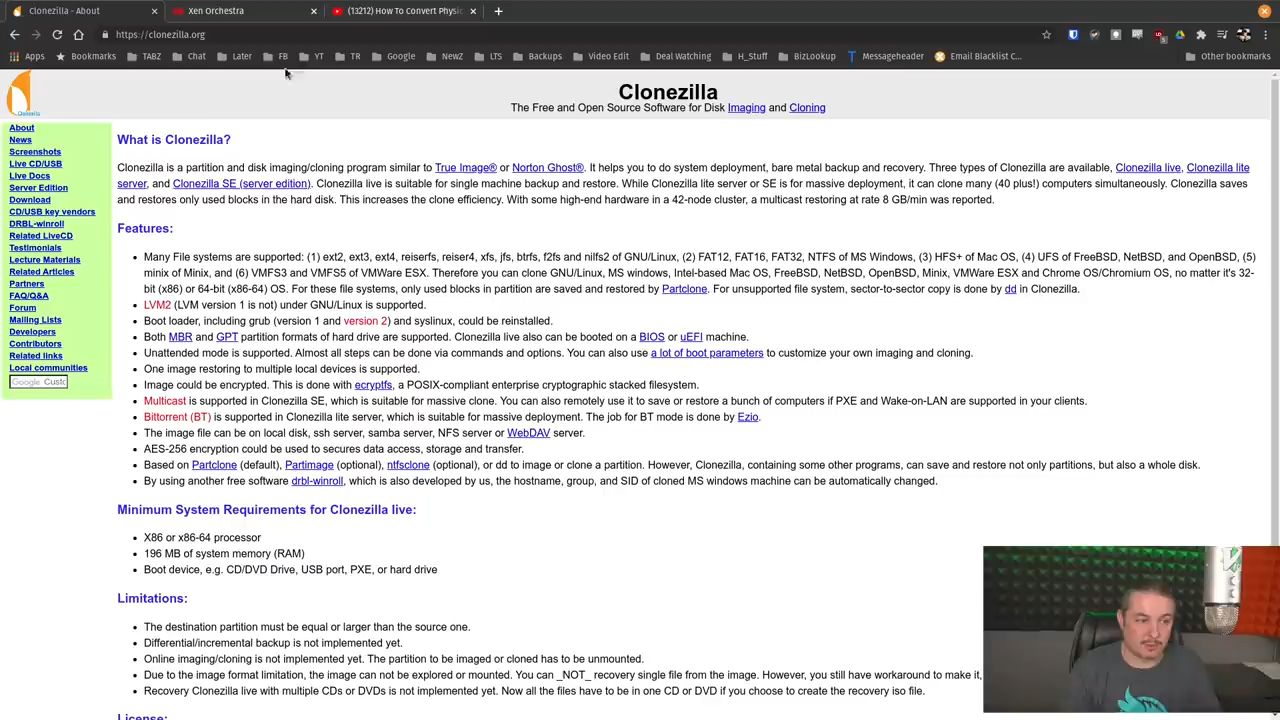 Clonezilla - About
Xen Orchestra
(13212) How To Convert Physic
https://clonezilla.org
Apps
Bookmarks
TABZ
Chat
Later
FB
YT
TR
Google
NewZ
LTS
Backups
Video Edit
Deal Watching
H_Stuff
BizLookup
Messageheader
Email Blacklist C...
Other bookmarks
Clonezilla
The Free and Open Source Software for Disk Imaging and Cloning
About
News
Screenshots
Live CD/USB
Live Docs
Server Edition
Download
CD/USB key vendors
DRBL-winroll
Related LiveCD
Testimonials
Lecture Materials
Related Articles
Partners
FAQ/Q&A
Forum
Mailing Lists
Developers
Contributors
Related links
Local communities
Google Custo
What is Clonezilla?
Clonezilla is a partition and disk imaging/cloning program similar to True Image® or Norton Ghost®. It helps you to do system deployment, bare metal backup and recovery. Three types of Clonezilla are available, Clonezilla live, Clonezilla lite
server, and Clonezilla SE (server edition). Clonezilla live is suitable for single machine backup and restore. While Clonezilla lite server or SE is for massive deployment, it can clone many (40 plus!) computers simultaneously. Clonezilla saves
and restores only used blocks in the hard disk. This increases the clone efficiency. With some high-end hardware in a 42-node cluster, a multicast restoring at rate 8 GB/min was reported.
Features:
Many File systems are supported: (1) ext2, ext3, ext4, reiserfs, reiser4, xfs, jfs, btrfs, f2fs and nilfs2 of GNU/Linux, (2) FAT12, FAT16, FAT32, NTFS of MS Windows, (3) HFS+ of Mac OS, (4) UFS of FreeBSD, NetBSD, and OpenBSD, (5)
minix of Minix, and (6) VMFS3 and VMFS5 of VMWare ESX. Therefore you can clone GNU/Linux, MS windows, Intel-based Mac OS, FreeBSD, NetBSD, OpenBSD, Minix, VMWare ESX and Chrome OS/Chromium OS, no matter it's 32-
bit (x86) or 64-bit (x86-64) OS. For these file systems, only used blocks in partition are saved and restored by Partclone. For unsupported file system, sector-to-sector copy is done by dd in Clonezilla.
LVM2 (LVM version 1 is not) under GNU/Linux is supported.
Boot loader, including grub (version 1 and version 2) and syslinux, could be reinstalled.
Both MBR and GPT partition formats of hard drive are supported. Clonezilla live also can be booted on a BIOS or uEFI machine.
Unattended mode is supported. Almost all steps can be done via commands and options. You can also use a lot of boot parameters to customize your own imaging and cloning.
One image restoring to multiple local devices is supported.
Image could be encrypted. This is done with ecryptfs, a POSIX-compliant enterprise cryptographic stacked filesystem.
Multicast is supported in Clonezilla SE, which is suitable for massive clone. You can also remotely use it to save or restore a bunch of computers if PXE and Wake-on-LAN are supported in your clients.
Bittorrent (BT) is supported in Clonezilla lite server, which is suitable for massive deployment. The job for BT mode is done by Ezio.
The image file can be on local disk, ssh server, samba server, NFS server or WebDAV server.
AES-256 encryption could be used to secures data access, storage and transfer.
Based on Partclone (default), Partimage (optional), ntfsclone (optional), or dd to image or clone a partition. However, Clonezilla, containing some other programs, can save and restore not only partitions, but also a whole disk.
By using another free software drbl-winroll, which is also developed by us, the hostname, group, and SID of cloned MS windows machine can be automatically changed.
Minimum System Requirements for Clonezilla live:
X86 or x86-64 processor
196 MB of system memory (RAM)
Boot device, e.g. CD/DVD Drive, USB port, PXE, or hard drive
Limitations:
The destination partition must be equal or larger than the source one.
Differential/incremental backup is not implemented yet.
Online imaging/cloning is not implemented yet. The partition to be imaged or cloned has to be unmounted.
Due to the image format limitation, the image can not be explored or mounted. You can _NOT_ recovery single file from the image. However, you still have workaround to make it,
Recovery Clonezilla live with multiple CDs or DVDs is not implemented yet. Now all the files have to be in one CD or DVD if you choose to create the recovery iso file.
License: